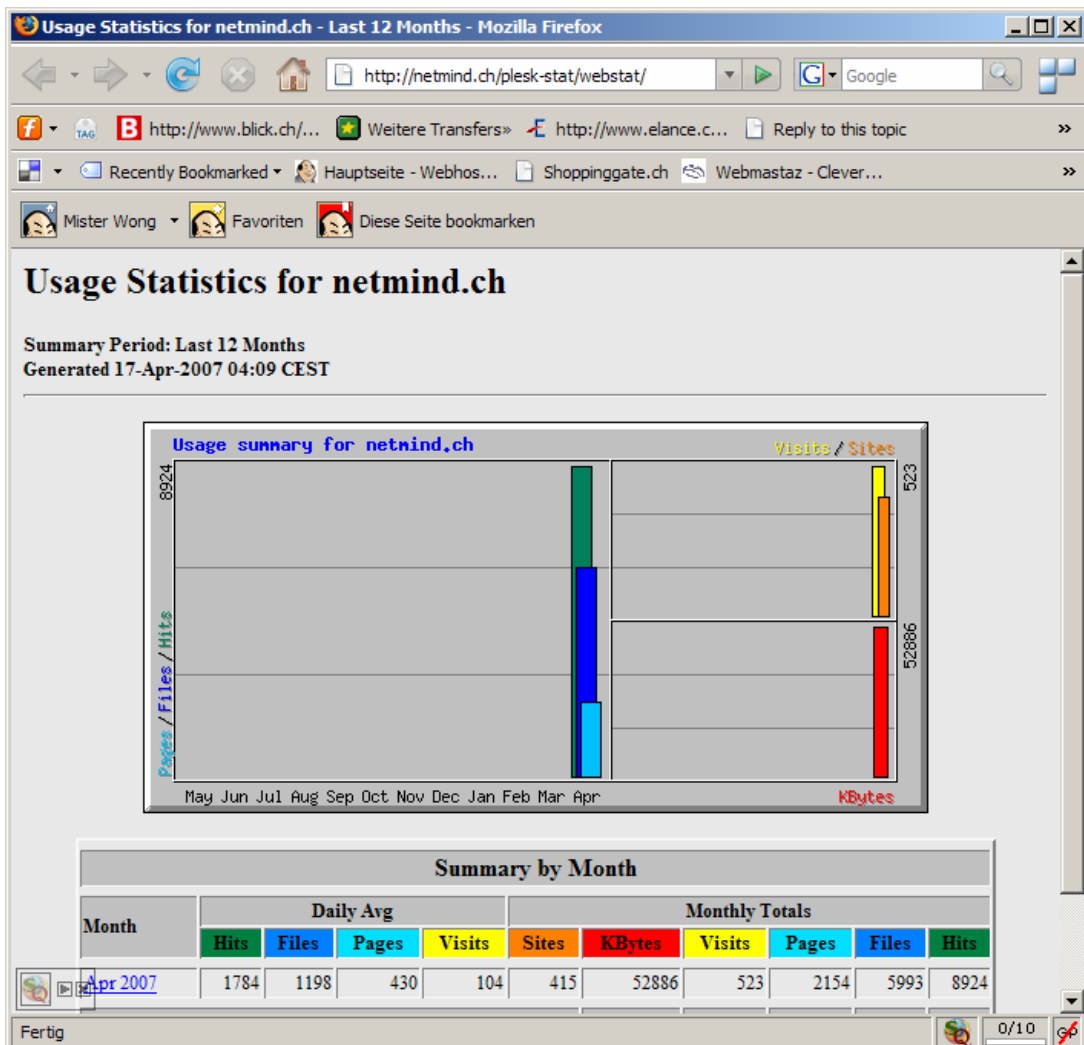 Usage Statistics for netmind.ch - Last 12 Months - Mozilla Firefox
http://netmind.ch/plesk-stat/webstat/
G Google
TAG B http://www.blick.ch/... Weitere Transfers» http://www.elance.c... Reply to this topic »
Recently Bookmarked Hauptseite - Webhos... Shoppinggate.ch Webmastaz - Clever... »
Mister Wong Favoriten Diese Seite bookmarken
Usage Statistics for netmind.ch
Summary Period: Last 12 Months
Generated 17-Apr-2007 04:09 CEST
Usage summary for netmind.ch Visits/Sites
8924
523
Pages/Files/Hits
52886
May Jun Jul Aug Sep Oct Nov Dec Jan Feb Mar Apr KBytes
Summary by Month
Month Daily Avg Monthly Totals
Hits Files Pages Visits Sites KBytes Visits Pages Files Hits
Apr 2007 1784 1198 430 104 415 52886 523 2154 5993 8924
Fertig 0/10 GP